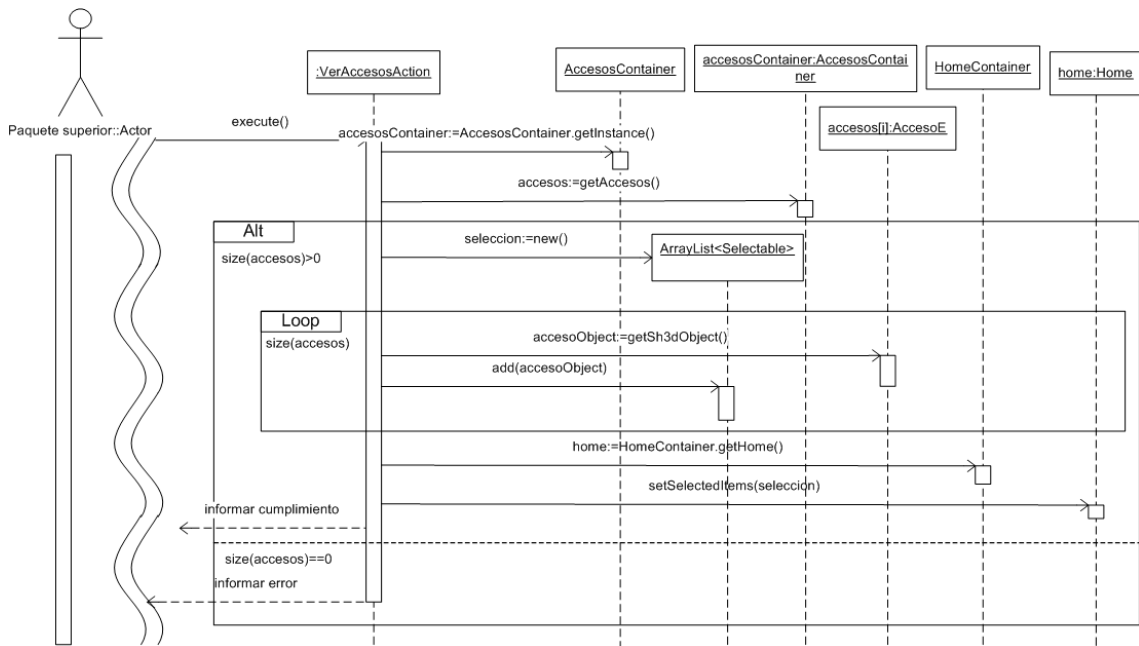 :VerAccesosAction
AccesosContainer
accesosContainer:AccesosContai
ner
HomeContainer
home:Home
Paquete superior::Actor
execute()
accesos[i]:AccesoE
accesosContainer:=AccesosContainer.getInstance()
accesos:=getAccesos()
Alt
size(accesos)>0
seleccion:=new()
ArrayList<Selectable>
Loop
size(accesos)
accesoObject:=getSh3dObject()
add(accesoObject)
home:=HomeContainer.getHome()
setSelectedItems(seleccion)
informar cumplimiento
size(accesos)==0
informar error